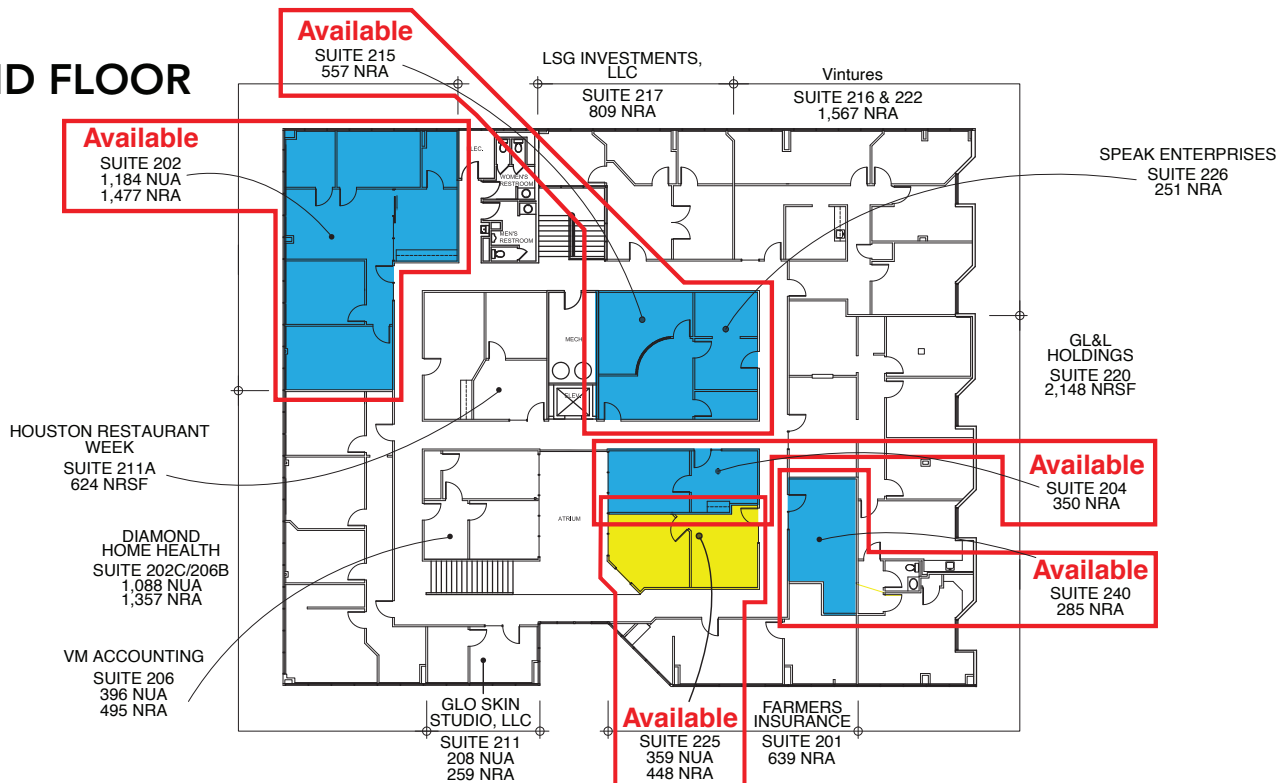 ND FLOOR
Available
SUITE 215
557 NRA
LSG INVESTMENTS,
LLC
SUITE 217
809 NRA
Vintures
SUITE 216 & 222
1,567 NRA
Available
SUITE 202
1,184 NUA
1,477 NRA
SPEAK ENTERPRISES
SUITE 226
251 NRA
WOMEN'S
RESTROOM
MEN'S
RESTROOM
MECH
GL&L
HOLDINGS
SUITE 220
2,148 NRSF
HOUSTON RESTAURANT
WEEK
SUITE 211A
624 NRSF
Available
SUITE 204
350 NRA
ATRIUM
DIAMOND
HOME HEALTH
SUITE 202C/206B
1,088 NUA
1,357 NRA
Available
SUITE 240
285 NRA
VM ACCOUNTING
SUITE 206
396 NUA
495 NRA
GLO SKIN
STUDIO, LLC
SUITE 211
208 NUA
259 NRA
Available
SUITE 225
359 NUA
448 NRA
FARMERS
INSURANCE
SUITE 201
639 NRA